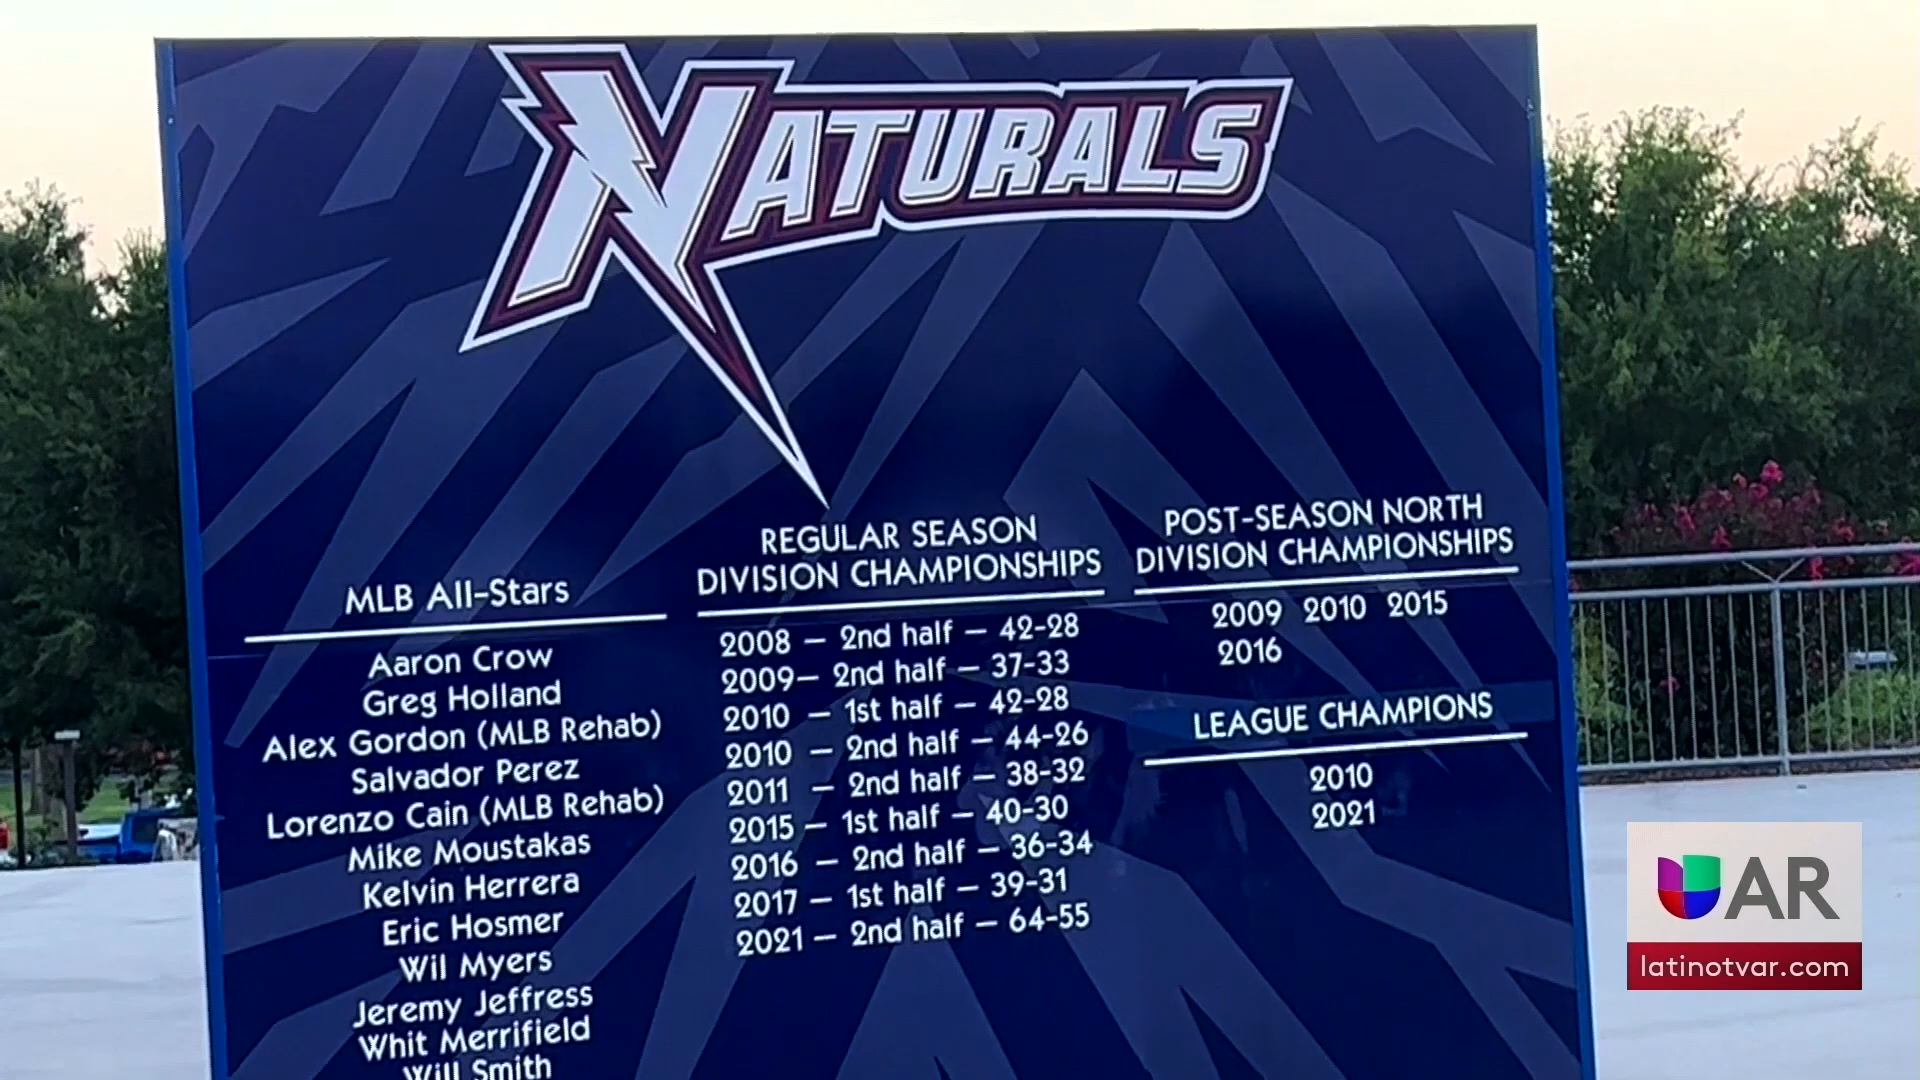 NATURALS
MLB All-Stars
Aaron Crow
Greg Holland
Alex Gordon (MLB Rehab)
Salvador Perez
Lorenzo Cain (MLB Rehab)
Mike Moustakas
Kelvin Herrera
Eric Hosmer
Wil Myers
Jeremy Jeffress
Whit Merrifield
Will Smith
REGULAR SEASON
DIVISION CHAMPIONSHIPS
2008 – 2nd half – 42-28
2009– 2nd half – 37-33
2010 – 1st half – 42-28
2010 – 2nd half – 44-26
2011 – 2nd half – 38-32
2015 – 1st half – 40-30
2016 – 2nd half – 36-34
2017 – 1st half – 39-31
2021 – 2nd half – 64-55
POST-SEASON NORTH
DIVISION CHAMPIONSHIPS
2009 2010 2015
2016
LEAGUE CHAMPIONS
2010
2021
AR
latinotvar.com